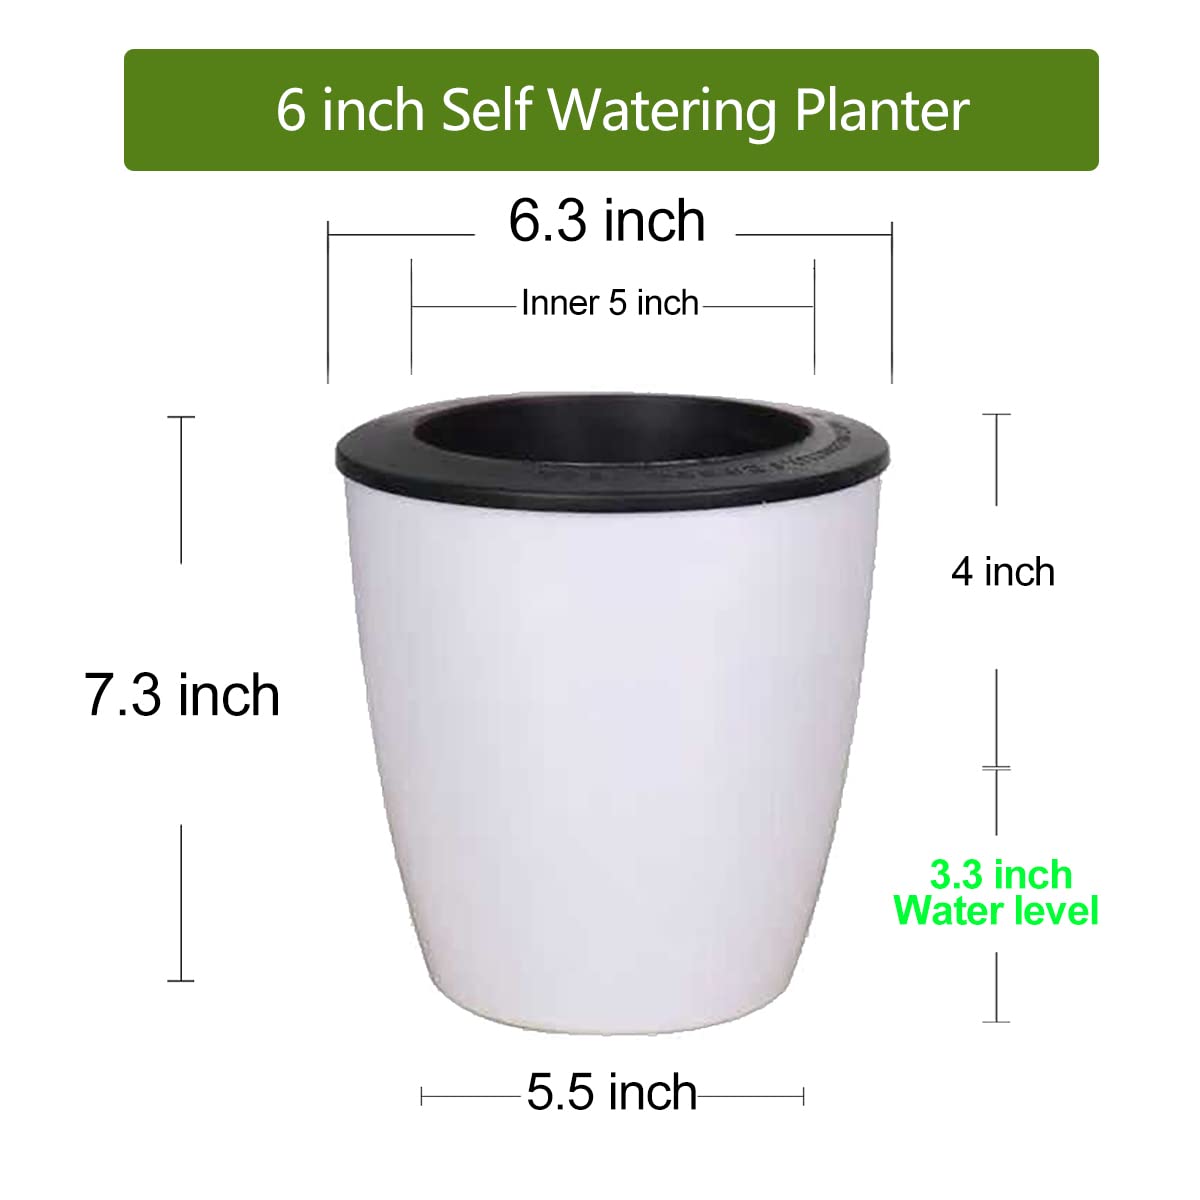 6 inch Self Watering Planter
6.3 inch
Inner 5 inch
7.3 inch
4 inch
3.3 inch
Water level
5.5 inch